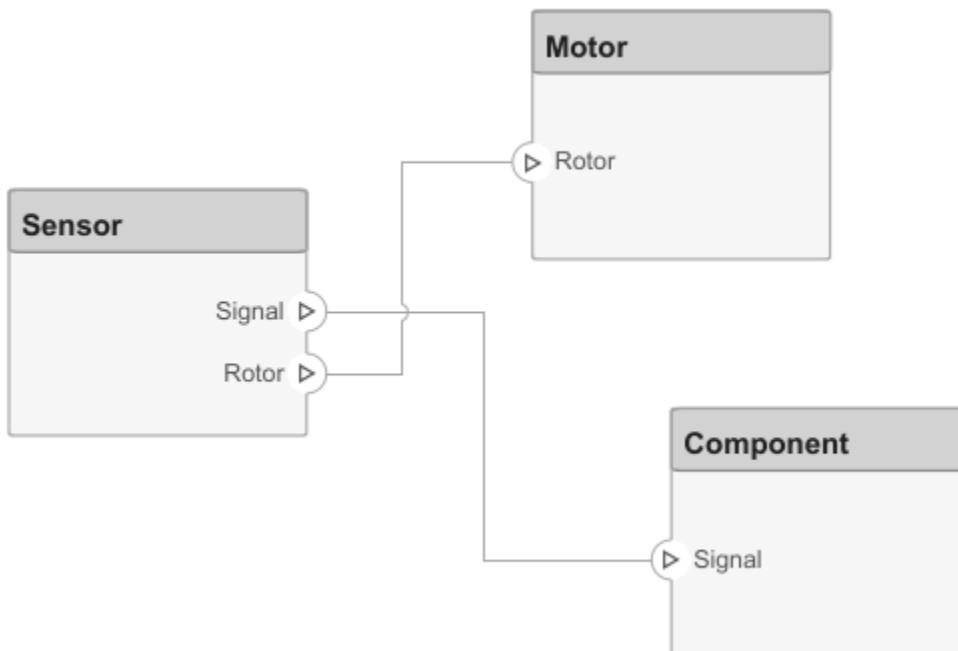 Motor
Rotor
Sensor
Signal
Rotor
Component
Signal